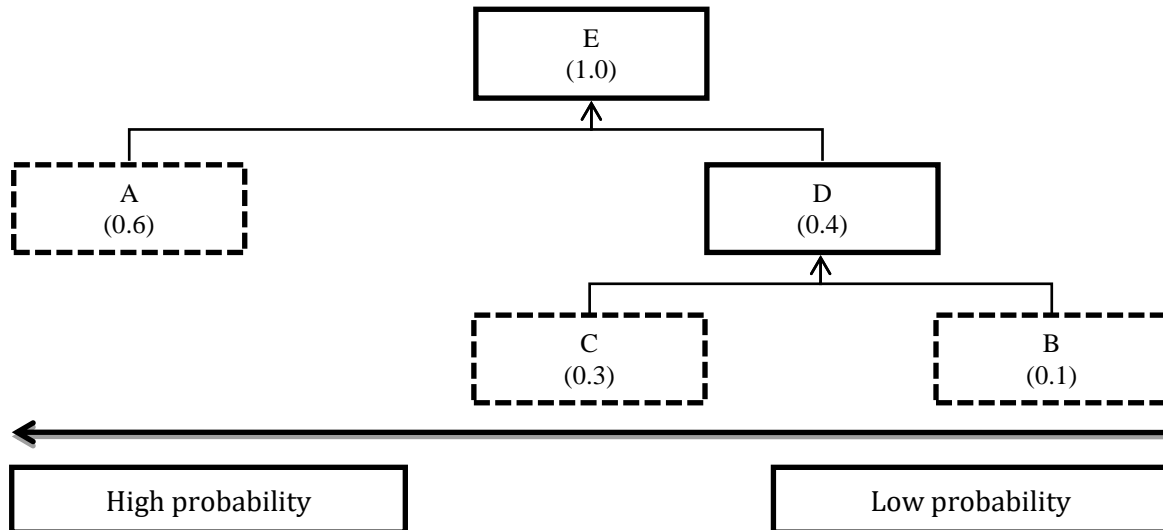 E
(1.0)
A
(0.6)
D
(0.4)
C
(0.3)
B
(0.1)
High probability
Low probability